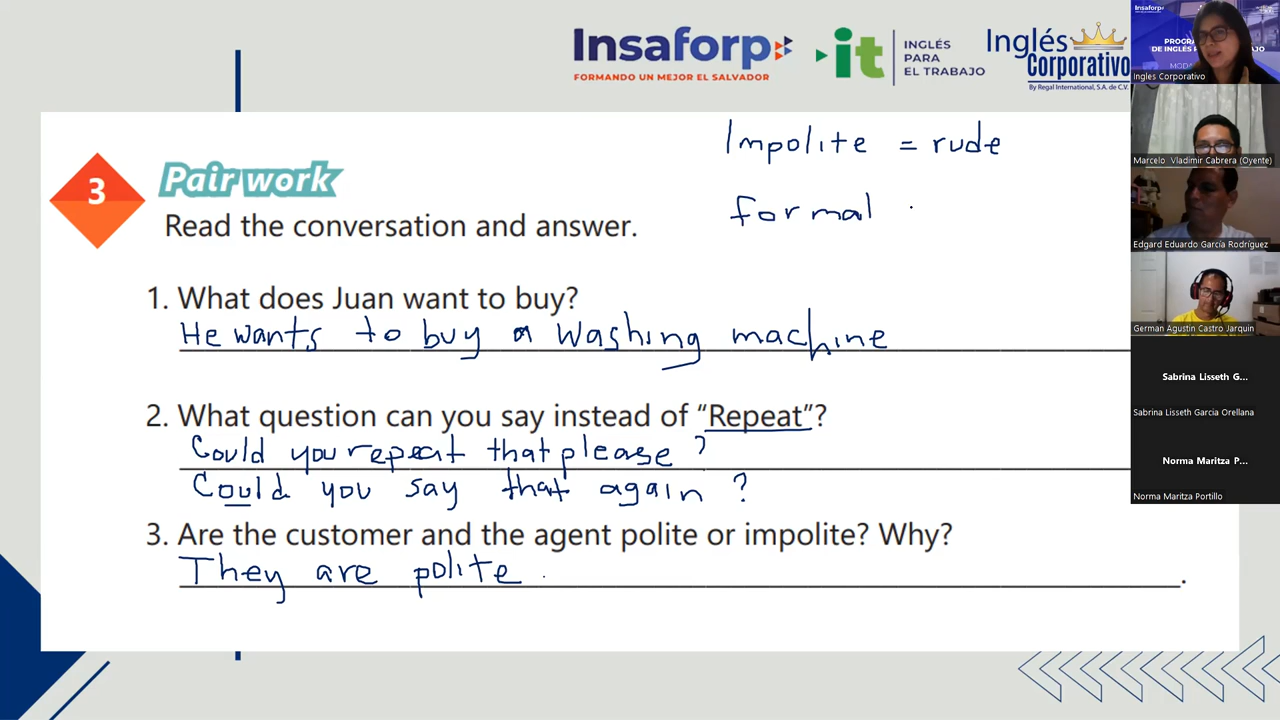 Insaforp
FORMANDO UN MEJOR EL SALVADOR
it
INGLÉS
PARA
EL TRABAJO
Inglés
Corporativo
By Regal International, S.A. de C.V.
Insaforp
DE INGLÉS
Ingles Corporativo
Marcelo Vladimir Cabrera (Oyente)
Edgard Eduardo García Rodríguez
German Agustin Castro Jarquin
Sabrina Lisseth G...
Sabrina Lisseth Garcia Orellana
Norma Maritza P...
Norma Maritza Portillo
Impolite = rude
formal
3
Pair work
Read the conversation and answer.
1. What does Juan want to buy?
He wants to buy a washing machine
2. What question can you say instead of “Repeat”?
Could you repeat that please?
Could you say that again?
3. Are the customer and the agent polite or impolite? Why?
They are polite .